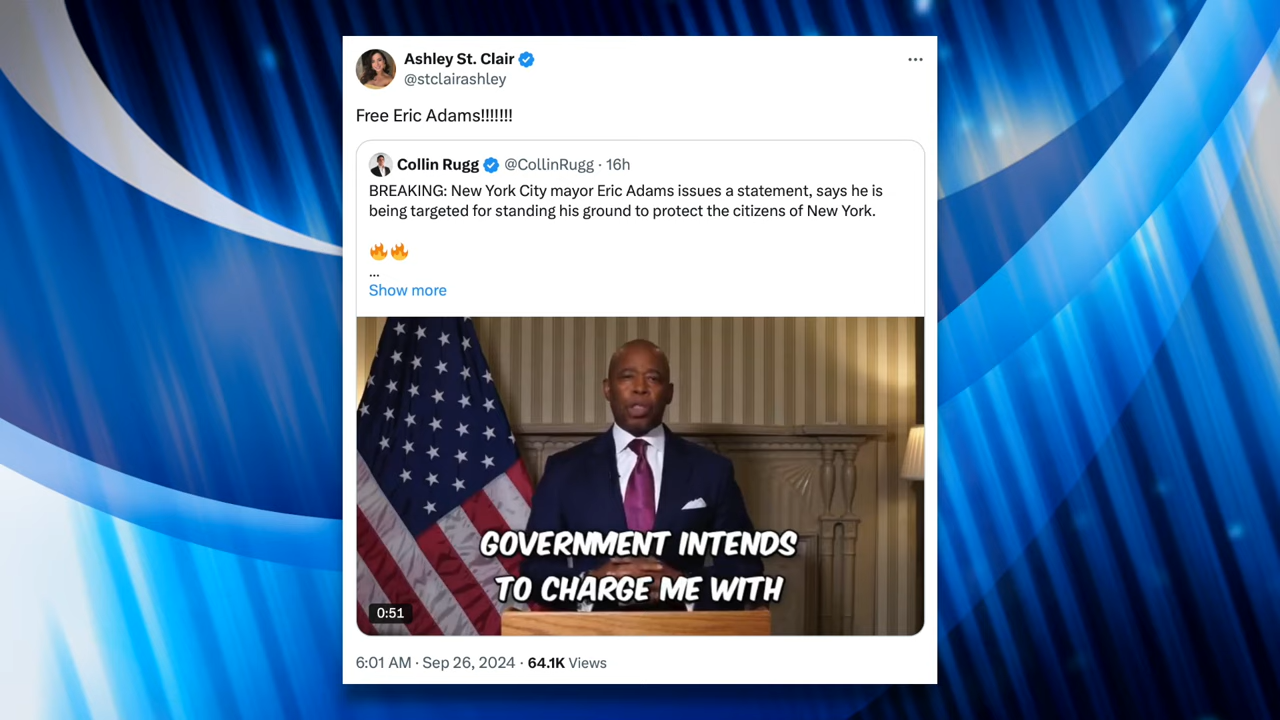 Ashley St. Clair
@stclairashley
Free Eric Adams!!!!!!!
Collin Rugg @CollinRugg · 16h
BREAKING: New York City mayor Eric Adams issues a statement, says he is
being targeted for standing his ground to protect the citizens of New York.
🔥🔥
...
Show more
GOVERNMENT INTENDS
TO CHARGE ME WITH
0:51
6:01 AM · Sep 26, 2024 · 64.1K Views